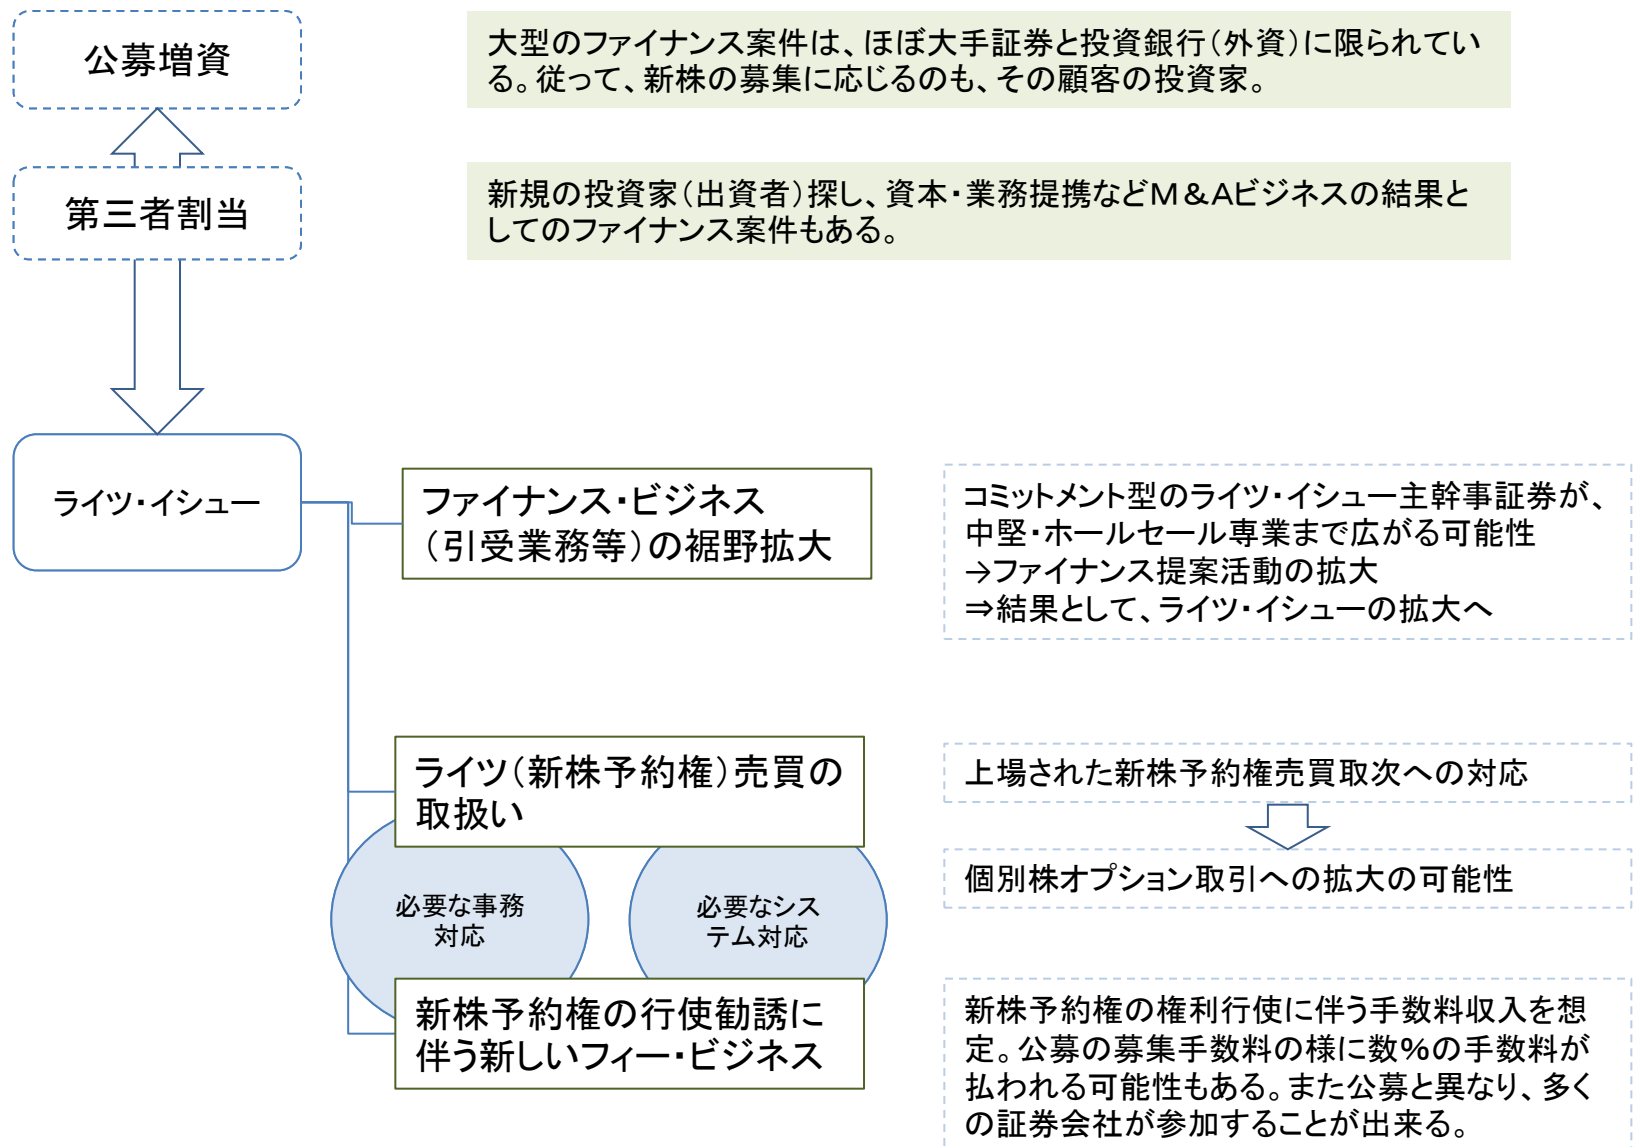 公募増資
大型のファイナンス案件は、ほぼ大手証券と投資銀行（外資）に限られてい
る。従って、新株の募集に応じるのも、その顧客の投資家。
第三者割当
新規の投資家（出資者）探し、資本・業務提携などＭ＆Ａビジネスの結果と
してのファイナンス案件もある。
ライツ・イシュー
ファイナンス・ビジネス
（引受業務等）の裾野拡大
コミットメント型のライツ・イシュー主幹事証券が、
中堅・ホールセール専業まで広がる可能性
→ファイナンス提案活動の拡大
⇒結果として、ライツ・イシューの拡大へ
ライツ（新株予約権）売買の
取扱い
上場された新株予約権売買取次への対応
個別株オプション取引への拡大の可能性
必要な事務
対応
必要なシス
テム対応
新株予約権の行使勧誘に
伴う新しいフィー・ビジネス
新株予約権の権利行使に伴う手数料収入を想
定。公募の募集手数料の様に数%の手数料が
払われる可能性もある。また公募と異なり、多く
の証券会社が参加することが出来る。